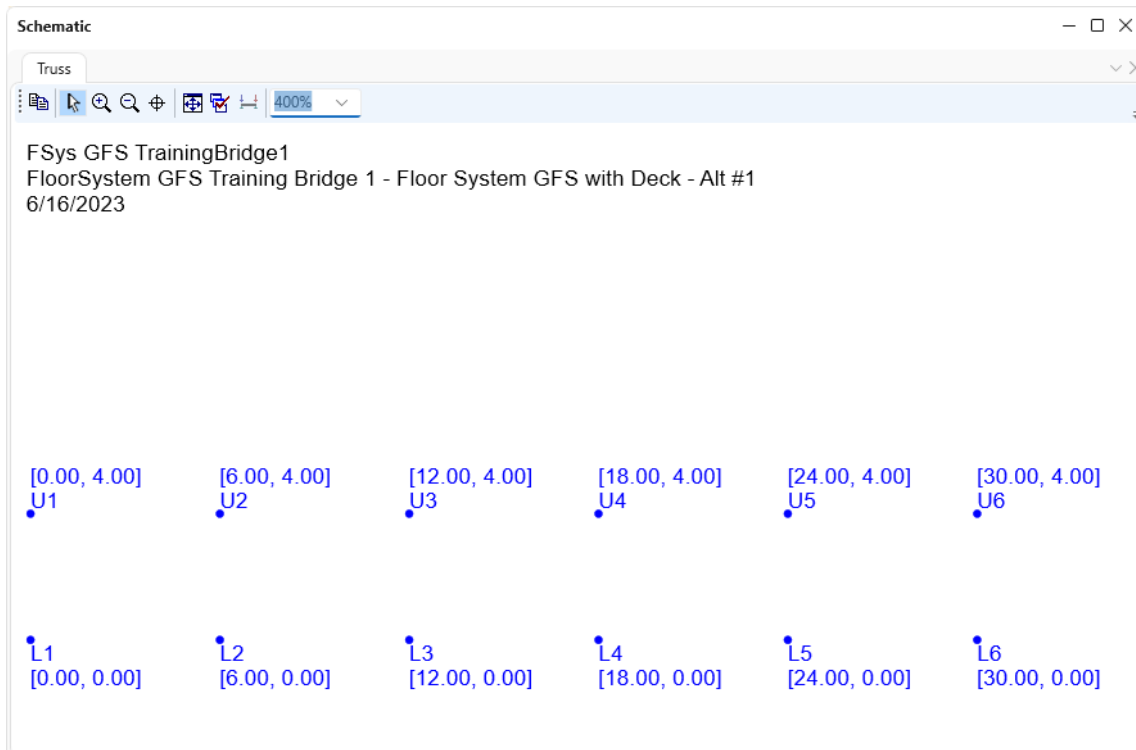 Schematic
Truss
400%
FSys GFS TrainingBridge1
FloorSystem GFS Training Bridge 1 - Floor System GFS with Deck - Alt #1
6/16/2023
[0.00, 4.00] [6.00, 4.00] [12.00, 4.00] [18.00, 4.00] [24.00, 4.00] [30.00, 4.00]
U1 U2 U3 U4 U5 U6
L1 L2 L3 L4 L5 L6
[0.00, 0.00] [6.00, 0.00] [12.00, 0.00] [18.00, 0.00] [24.00, 0.00] [30.00, 0.00]